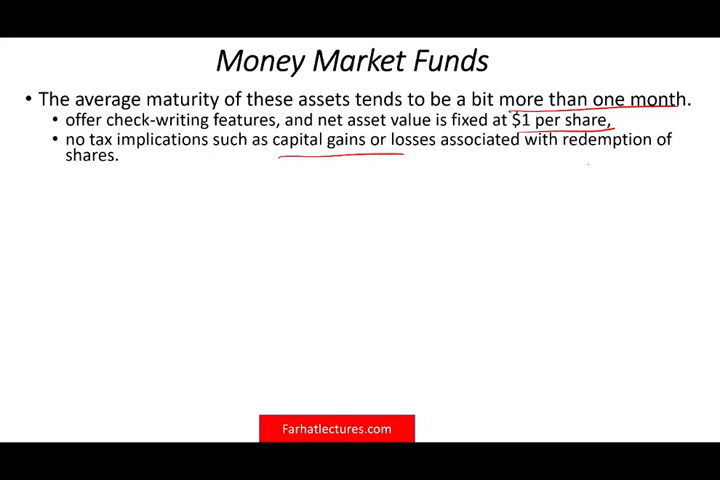 Money Market Funds
• The average maturity of these assets tends to be a bit more than one month.
• offer check-writing features, and net asset value is fixed at $1 per share,
• no tax implications such as capital gains or losses associated with redemption of
shares.
Farhatlectures.com